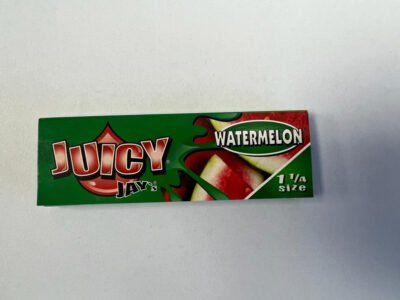 JUICY
JAY's
WATERMELON
1 1/4
size